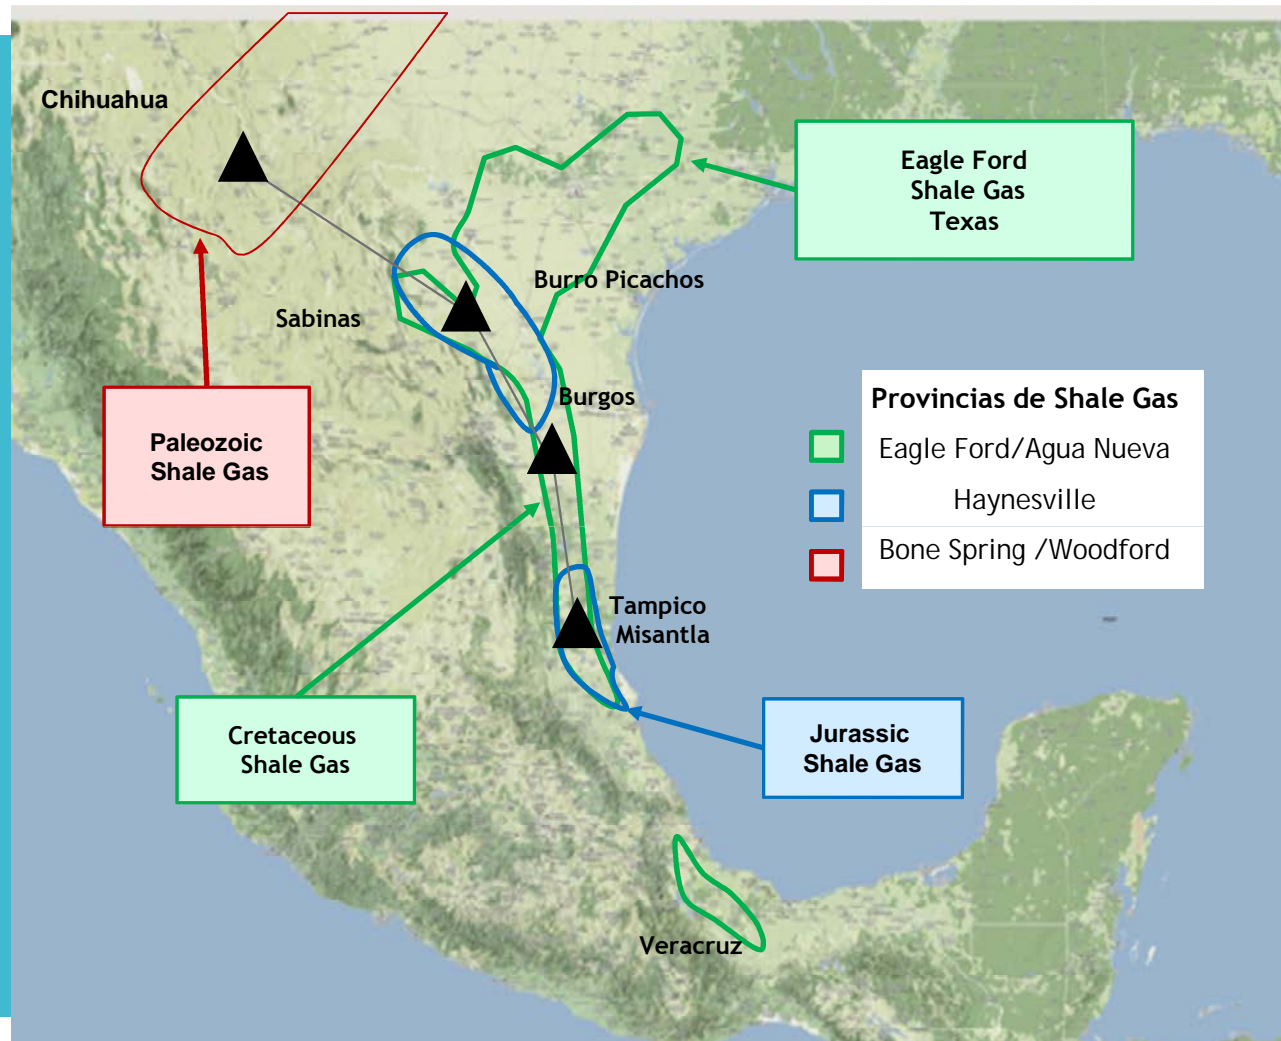 Chihuahua
Eagle Ford
Shale Gas
Texas
Burro Picachos
Sabinas
Burgos
Paleozoic
Shale Gas
Provincias de Shale Gas
Eagle Ford/Agua Nueva
Haynesville
Bone Spring /Woodford
Tampico
Misantla
Cretaceous
Shale Gas
Jurassic
Shale Gas
Veracruz